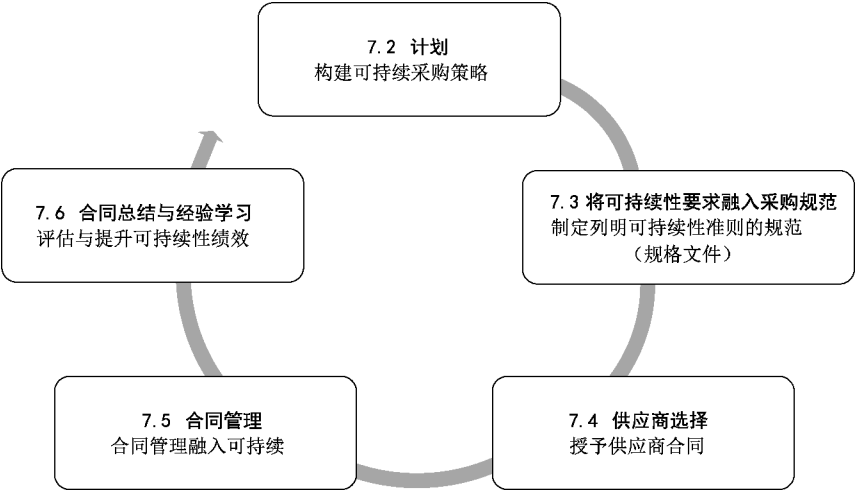 7.2 计划
构建可持续采购策略
7.3 将可持续性要求融入采购规范
制定列明可持续性准则的规范
（规格文件）
7.4 供应商选择
授予供应商合同
7.5 合同管理
合同管理融入可持续
7.6 合同总结与经验学习
评估与提升可持续性绩效